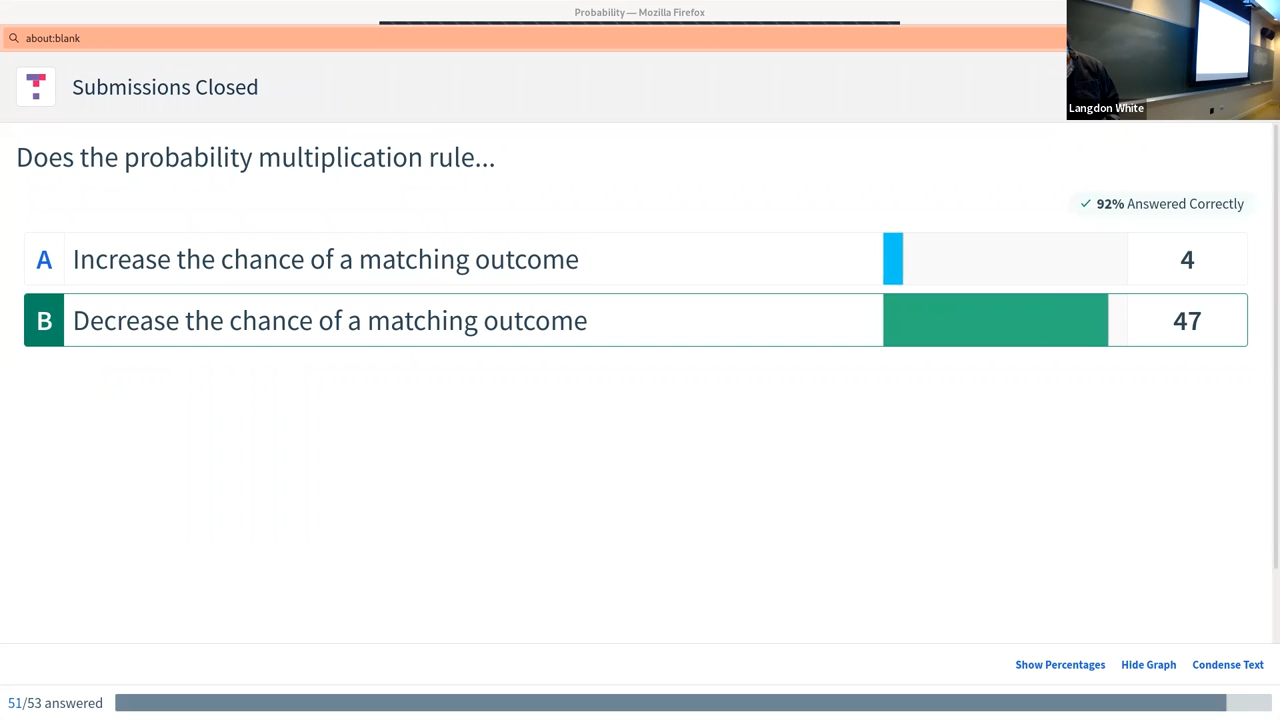 Probability — Mozilla Firefox
about:blank
Submissions Closed
Langdon White
Does the probability multiplication rule...
92% Answered Correctly
A Increase the chance of a matching outcome 4
B Decrease the chance of a matching outcome 47
Show Percentages Hide Graph Condense Text
51/53 answered